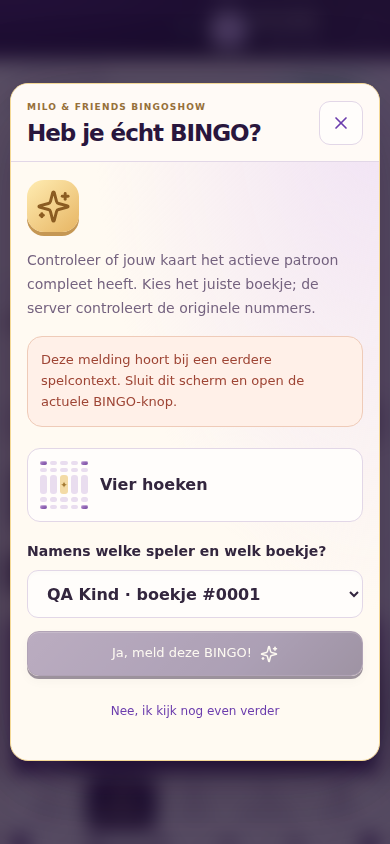 MILO & FRIENDS BINGOSHOW
Heb je écht BINGO?
Controleer of jouw kaart het actieve patroon
compleet heeft. Kies het juiste boekje; de
server controleert de originele nummers.
Deze melding hoort bij een eerdere
spelcontext. Sluit dit scherm en open de
actuele BINGO-knop.
Vier hoeken
Namens welke speler en welk boekje?
QA Kind · boekje #0001
Ja, meld deze BINGO!
Nee, ik kijk nog even verder